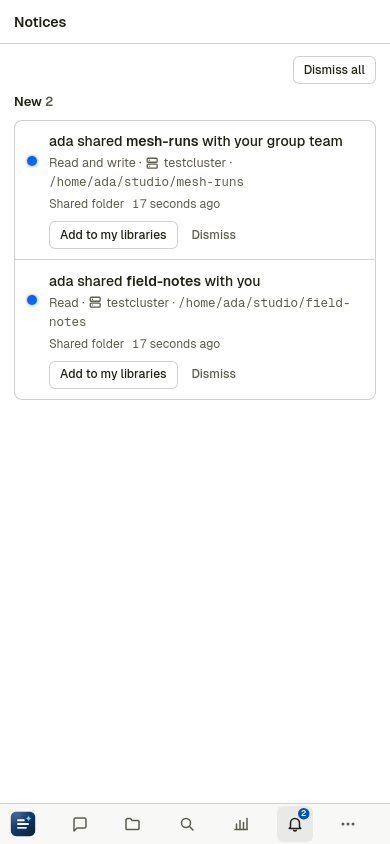 Notices
Dismiss all
New 2
ada shared mesh-runs with your group team
Read and write · testcluster ·
/home/ada/studio/mesh-runs
Shared folder 17 seconds ago
Add to my libraries Dismiss
ada shared field-notes with you
Read · testcluster · /home/ada/studio/field-
notes
Shared folder 17 seconds ago
Add to my libraries Dismiss
2